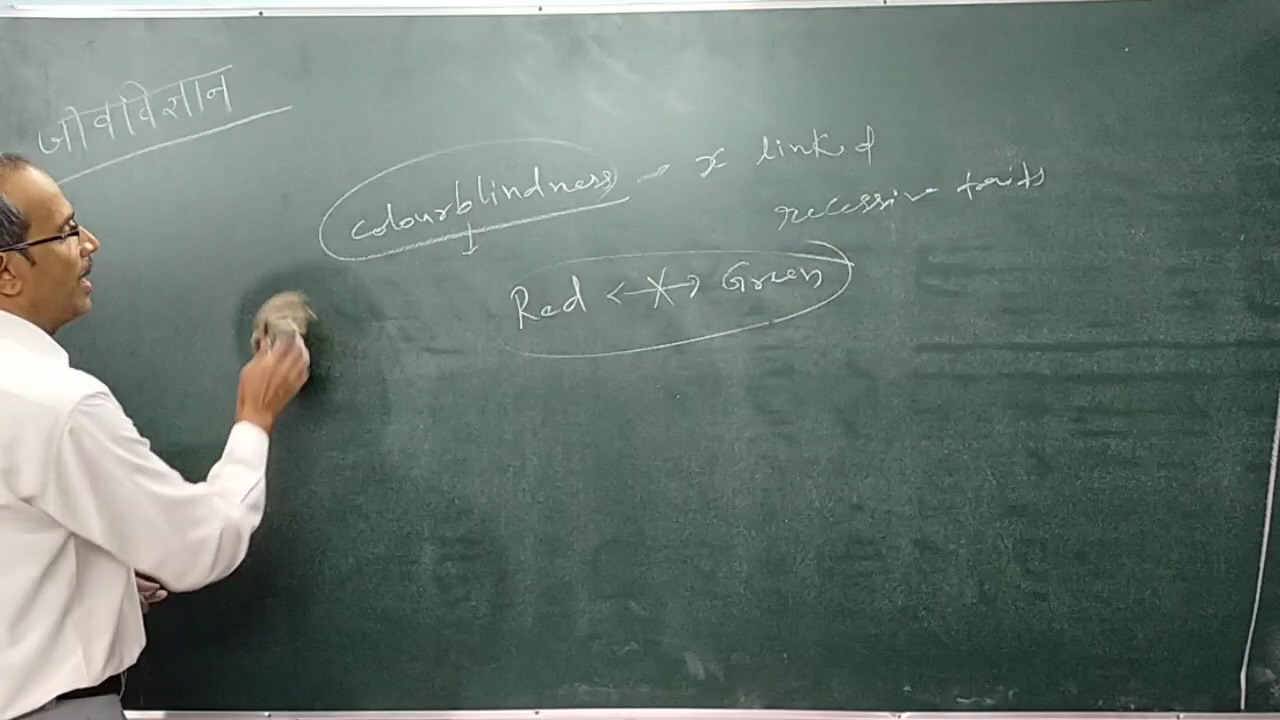 जीवविज्ञान
colourblindness → x linked
recessive traits
Red <-X-> Green